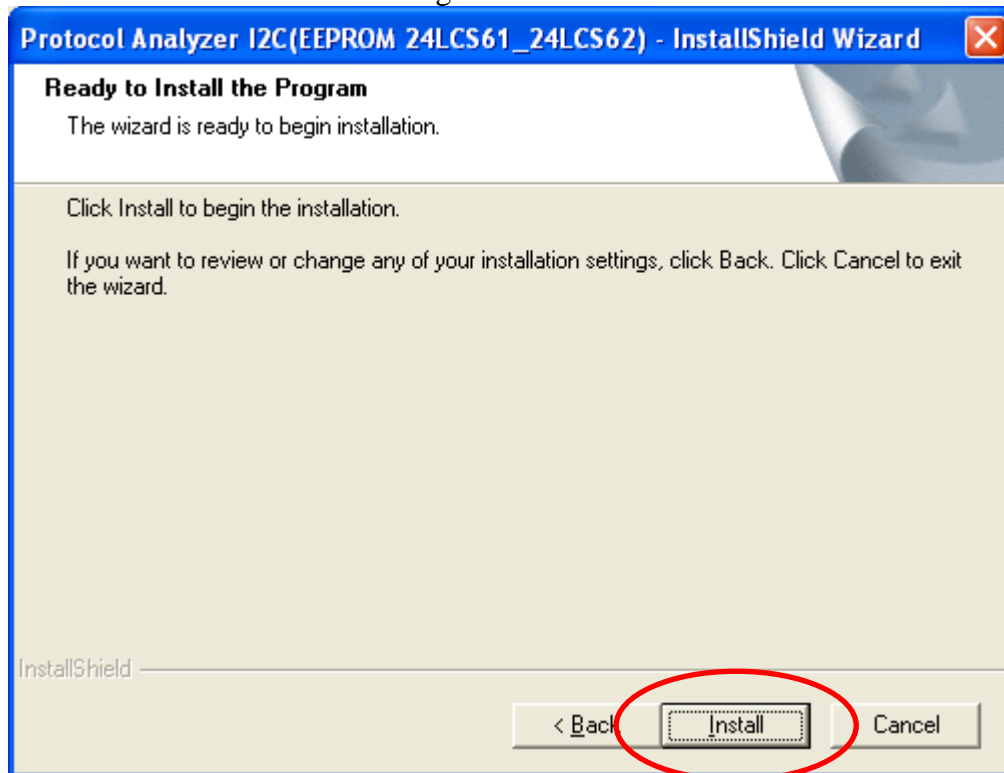 Protocol Analyzer I2C(EEPROM 24LCS61_24LCS62) - InstallShield Wizard
Ready to Install the Program
The wizard is ready to begin installation.
Click Install to begin the installation.
If you want to review or change any of your installation settings, click Back. Click Cancel to exit
the wizard.
InstallShield
< Back Install Cancel